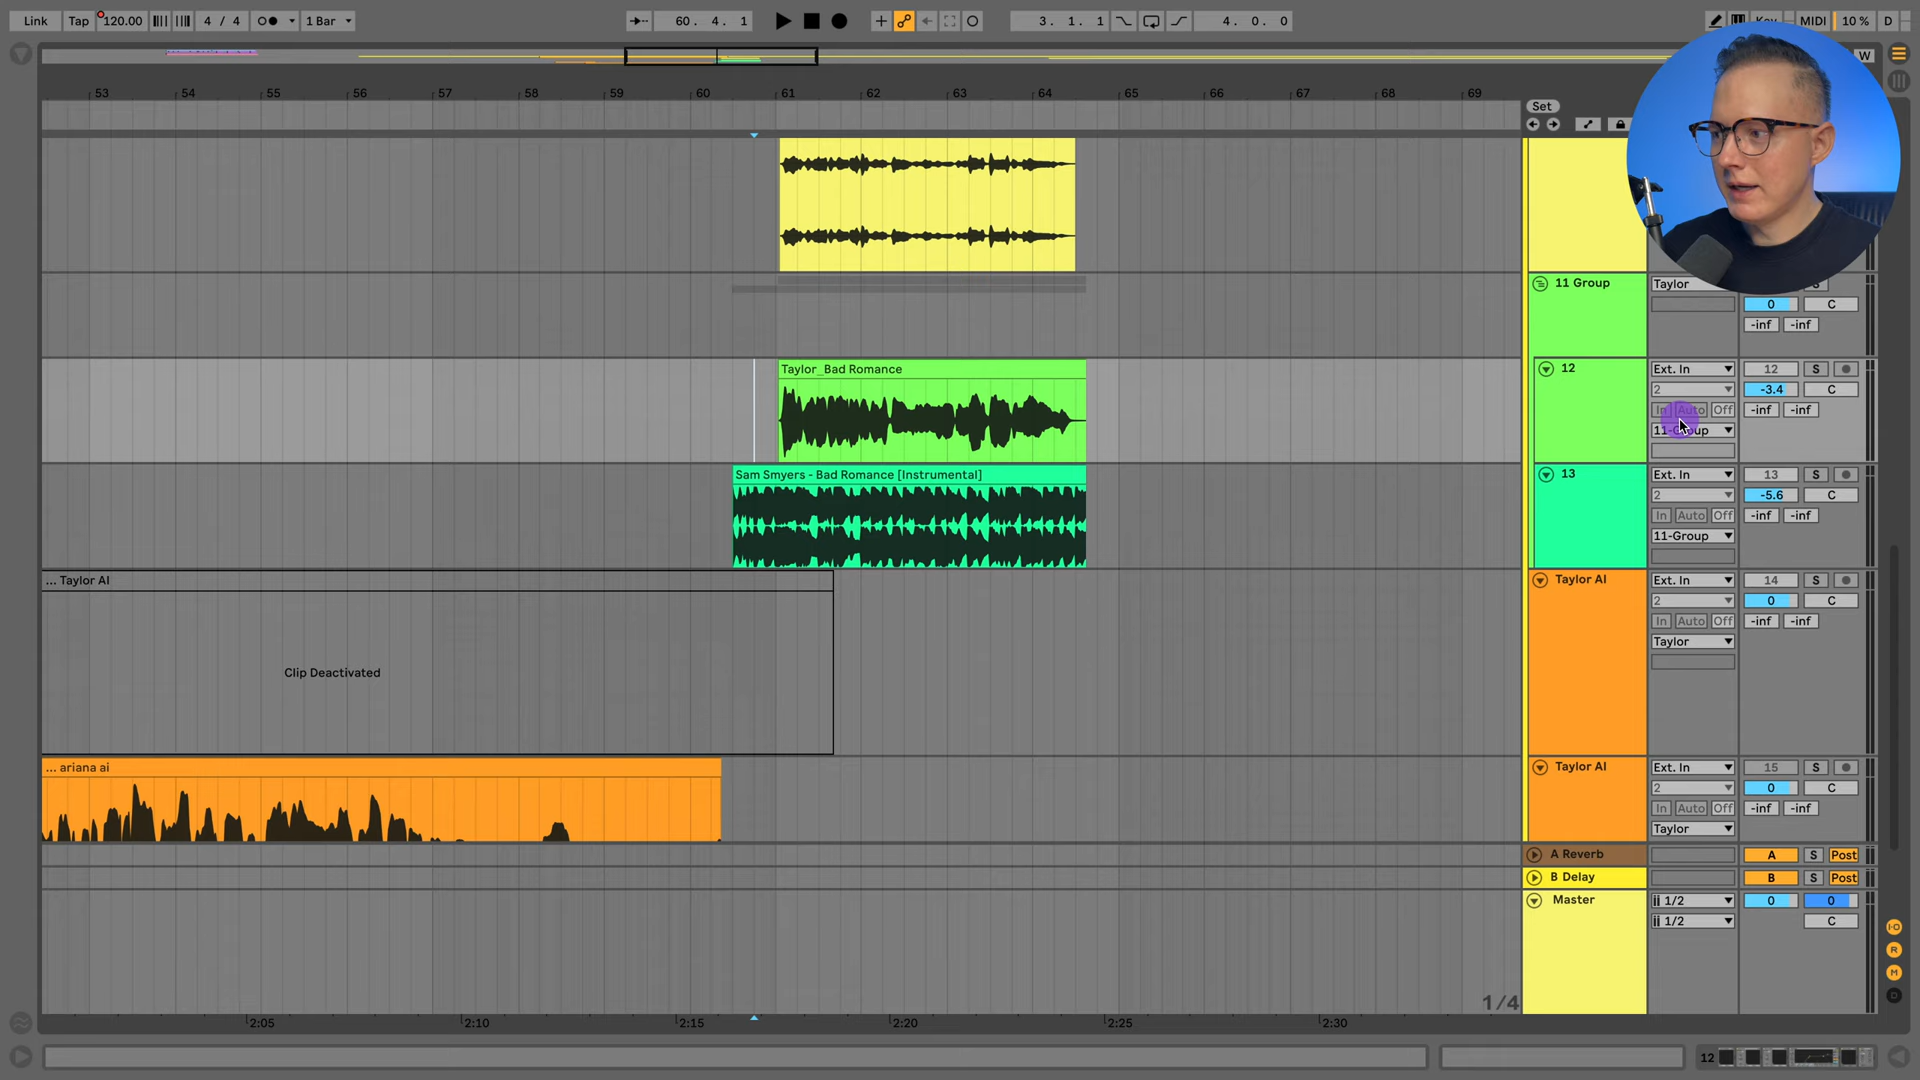 Link Tap 120.00 4 / 4 1 Bar 60. 4. 1 3. 1. 1 4. 0. 0 Key MIDI 10 % D
W
53 54 55 56 57 58 59 60 61 62 63 64 65 66 67 68 69
Set
11 Group Taylor S
0 C
-inf -inf
Taylor_Bad Romance 12 Ext. In 12 S
2 -3.4 C
In Auto Off -inf -inf
11-Group
Sam Smyers - Bad Romance [Instrumental] 13 Ext. In 13 S
2 -5.6 C
In Auto Off -inf -inf
11-Group
... Taylor AI Taylor AI Ext. In 14 S
2 0 C
In Auto Off -inf -inf
Taylor
Clip Deactivated
... ariana ai Taylor AI Ext. In 15 S
2 0 C
In Auto Off -inf -inf
Taylor
A Reverb A S Post
B Delay B S Post
Master 1/2 0 0
1/2 C
I·O
R
M
D
1/4
2:05 2:10 2:15 2:20 2:25 2:30
12